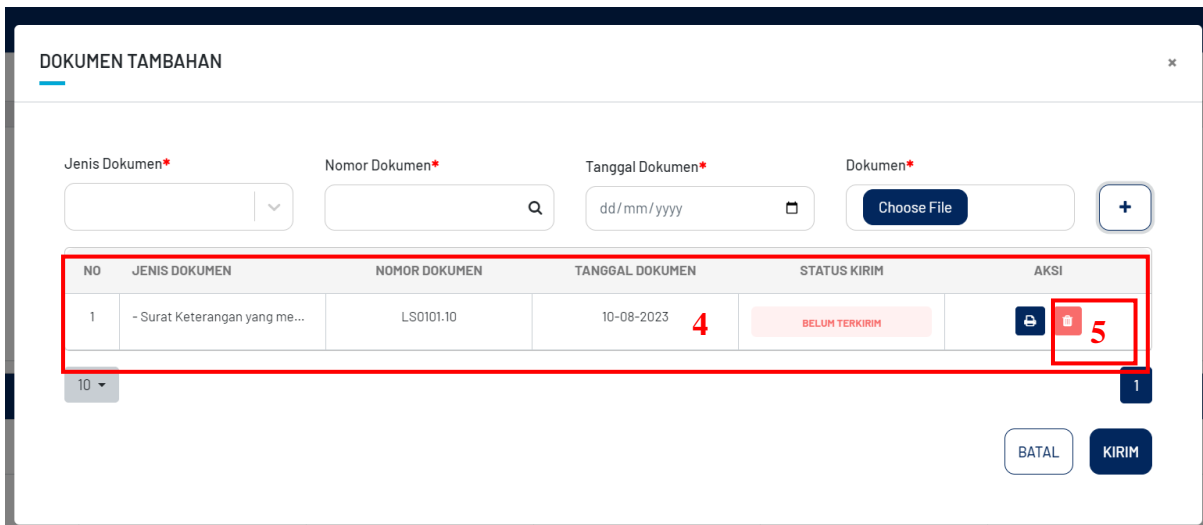 DOKUMEN TAMBAHAN ×
Jenis Dokumen* Nomor Dokumen* Tanggal Dokumen* Dokumen*
dd/mm/yyyy Choose File +
NO JENIS DOKUMEN NOMOR DOKUMEN TANGGAL DOKUMEN STATUS KIRIM AKSI
1 - Surat Keterangan yang me... LS0101.10 10-08-2023 4 BELUM TERKIRIM 5
10 1
BATAL KIRIM